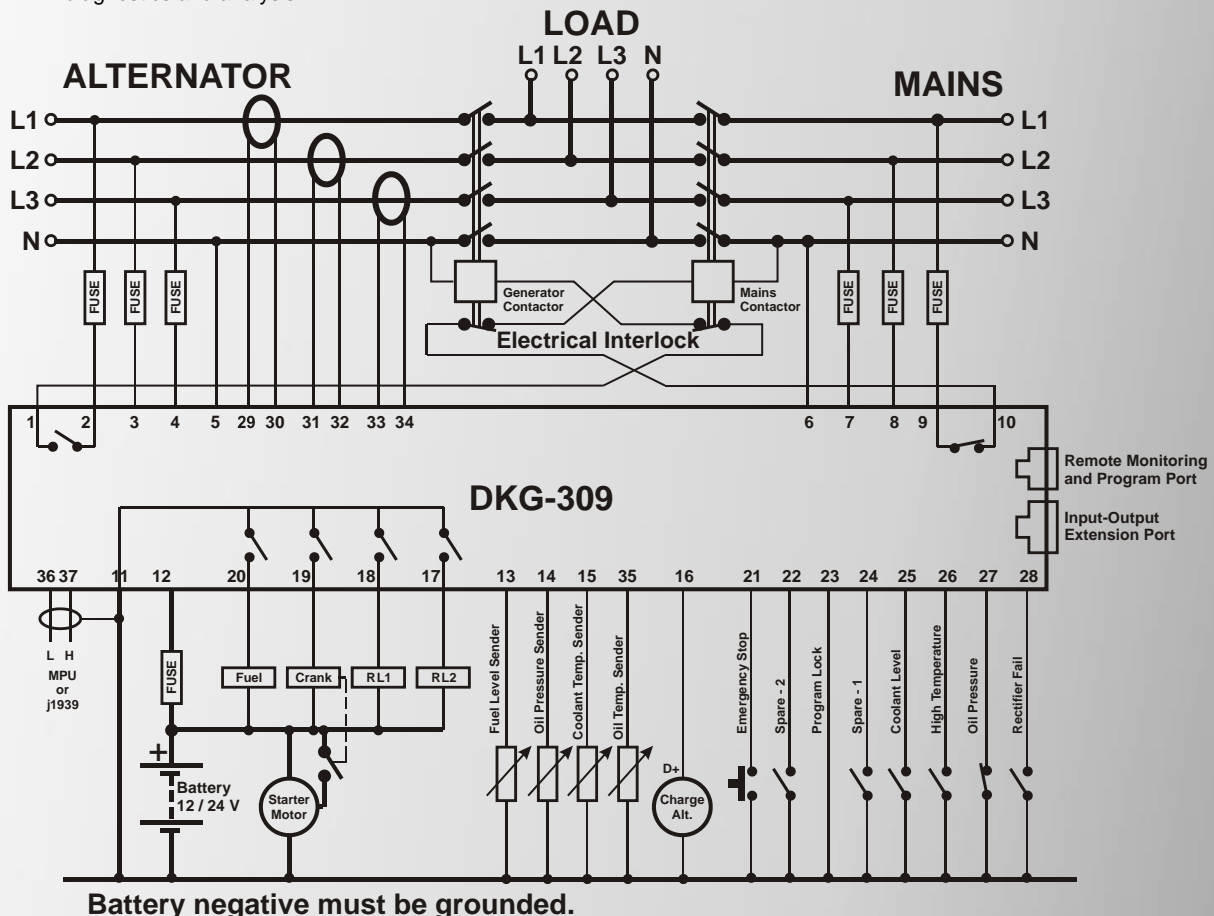 LOAD
L1 L2 L3 N
ALTERNATOR
MAINS
L1
L2
L3
N
L1
L2
L3
N
FUSE
FUSE
FUSE
Generator
Contactor
Mains
Contactor
FUSE
FUSE
FUSE
Electrical Interlock
1 2 3 4 5 29 30 31 32 33 34 6 7 8 9 10
DKG-309
Remote Monitoring
and Program Port
Input-Output
Extension Port
36 37 11 12 20 19 18 17 13 14 15 35 16 21 22 23 24 25 26 27 28
L H
MPU
or
j1939
FUSE
Fuel
Crank
RL1
RL2
Fuel Level Sender
Oil Pressure Sender
Coolant Temp. Sender
Oil Temp. Sender
Emergency Stop
Spare - 2
Program Lock
Spare - 1
Coolant Level
High Temperature
Oil Pressure
Rectifier Fail
+
Battery
12 / 24 V
Starter
Motor
D+
Charge
Alt.
Battery negative must be grounded.